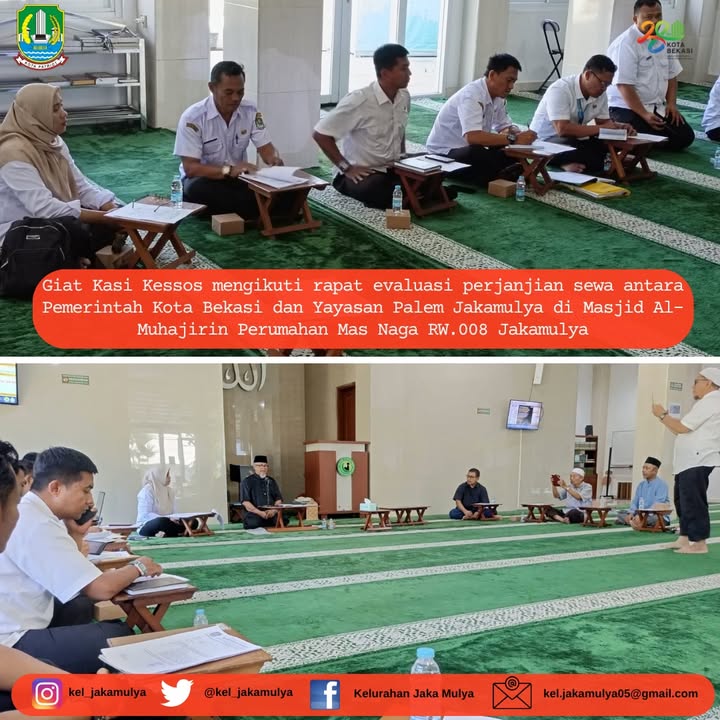 KOTA BEKASI
Giat Kasi Kessos mengikuti rapat evaluasi perjanjian sewa antara
Pemerintah Kota Bekasi dan Yayasan Palem Jakamulya di Masjid Al-
Muhajirin Perumahan Mas Naga RW.008 Jakamulya
kel_jakamulya
@kel_jakamulya
Kelurahan Jaka Mulya
kel.jakamulya05@gmail.com